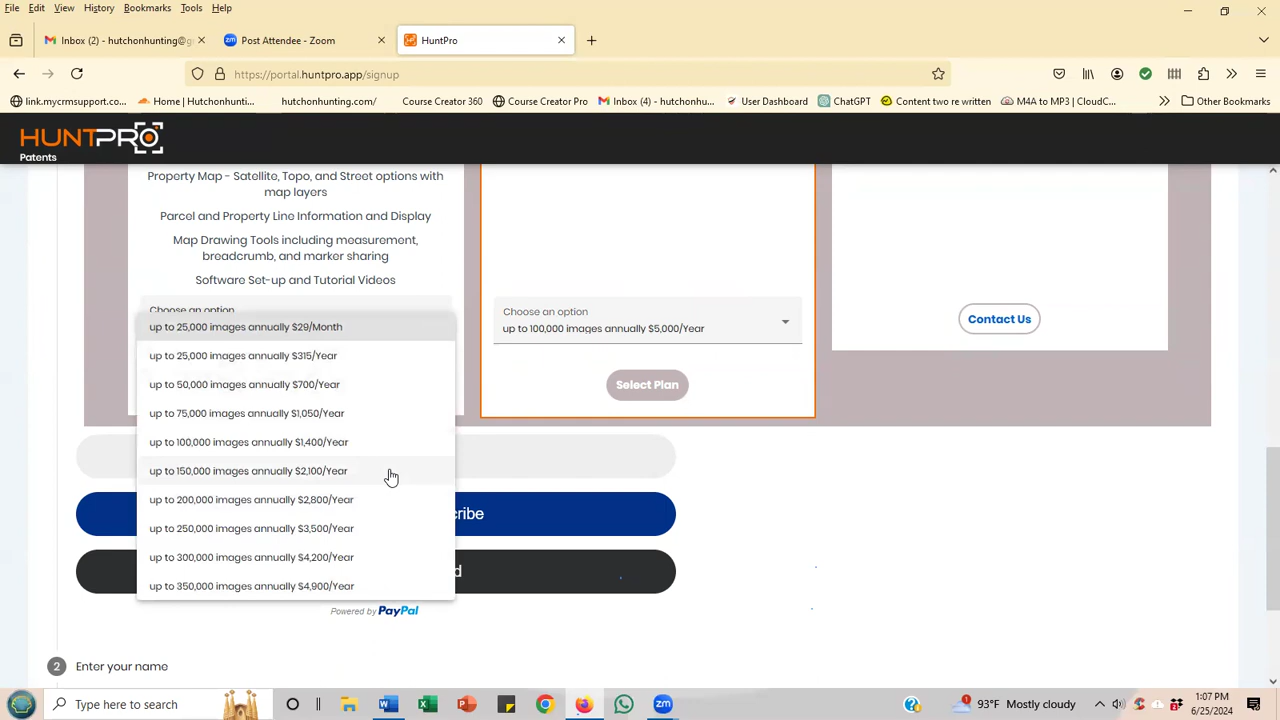 File Edit View History Bookmarks Tools Help
Inbox (2) - hutchonhunting@g
Post Attendee - Zoom
HuntPro
https://portal.huntpro.app/signup
link.mycrmsupport.com...
Home | Hutchonhunti...
hutchonhunting.com/
Course Creator 360
Course Creator Pro
Inbox (4) - hutchonhu...
User Dashboard
ChatGPT
Content two re written
M4A to MP3 | CloudC...
Other Bookmarks
HUNTPRO
Patents
Property Map - Satellite, Topo, and Street options with
map layers
Parcel and Property Line Information and Display
Map Drawing Tools including measurement,
breadcrumb, and marker sharing
Software Set-up and Tutorial Videos
Choose an option
up to 25,000 images annually $29/Month
up to 25,000 images annually $315/Year
up to 50,000 images annually $700/Year
up to 75,000 images annually $1,050/Year
up to 100,000 images annually $1,400/Year
up to 150,000 images annually $2,100/Year
up to 200,000 images annually $2,800/Year
up to 250,000 images annually $3,500/Year
up to 300,000 images annually $4,200/Year
up to 350,000 images annually $4,900/Year
Choose an option
up to 100,000 images annually $5,000/Year
Select Plan
Contact Us
cribe
d
Powered by PayPal
2 Enter your name
Type here to search
93°F Mostly cloudy
1:07 PM
6/25/2024